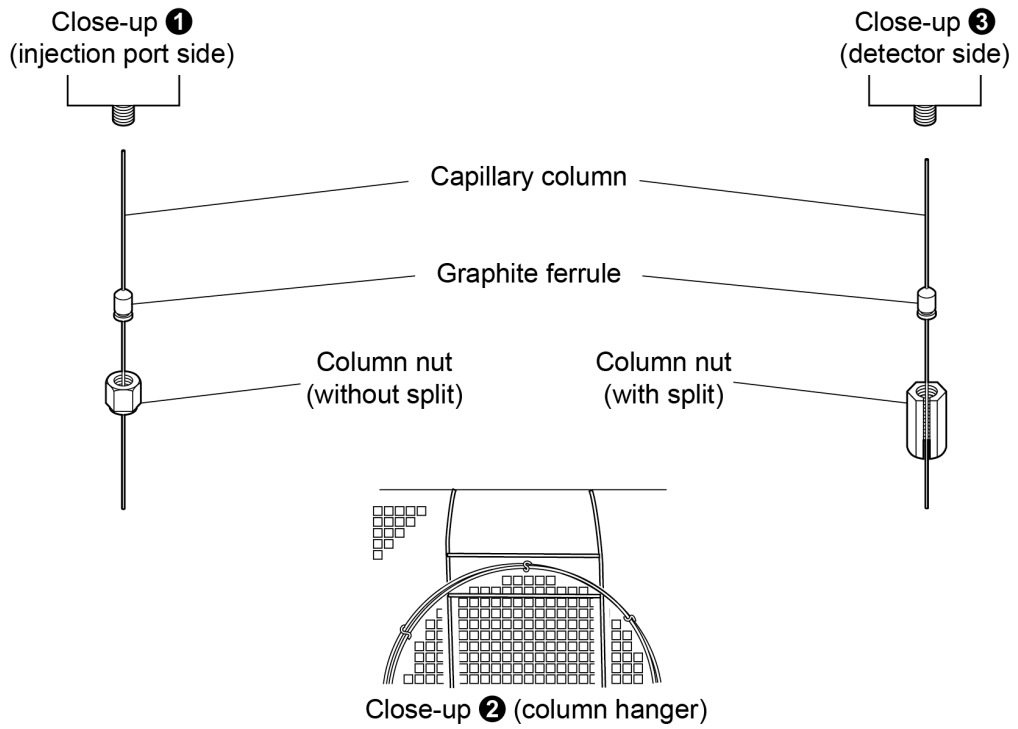 Close-up ❶
(injection port side)
Close-up ❸
(detector side)
Capillary column
Graphite ferrule
Column nut
(without split)
Column nut
(with split)
Close-up ❷ (column hanger)